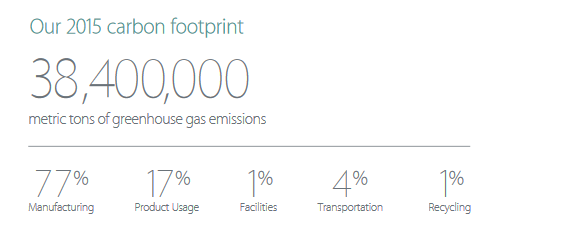 Our 2015 carbon footprint
38,400,000
metric tons of greenhouse gas emissions
77% 17% 1% 4% 1%
Manufacturing Product Usage Facilities Transportation Recycling